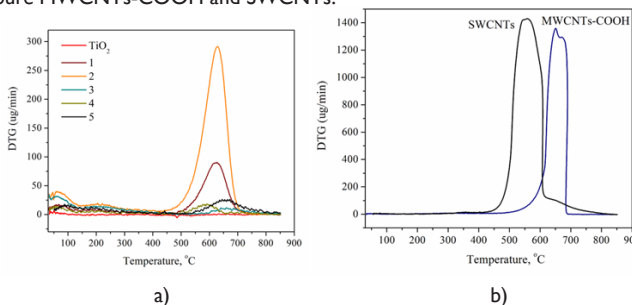 pure MWCNTs-COOH and SWCNTs.
TiO2
1
2
3
4
5
DTG (ug/min)
300
250
200
150
100
50
0
100 200 300 400 500 600 700 800 900
Temperature, °C
a)
SWCNTs
MWCNTs-COOH
DTG (ug/min)
1400
1200
1000
800
600
400
200
0
100 200 300 400 500 600 700 800 900
Temperature, °C
b)